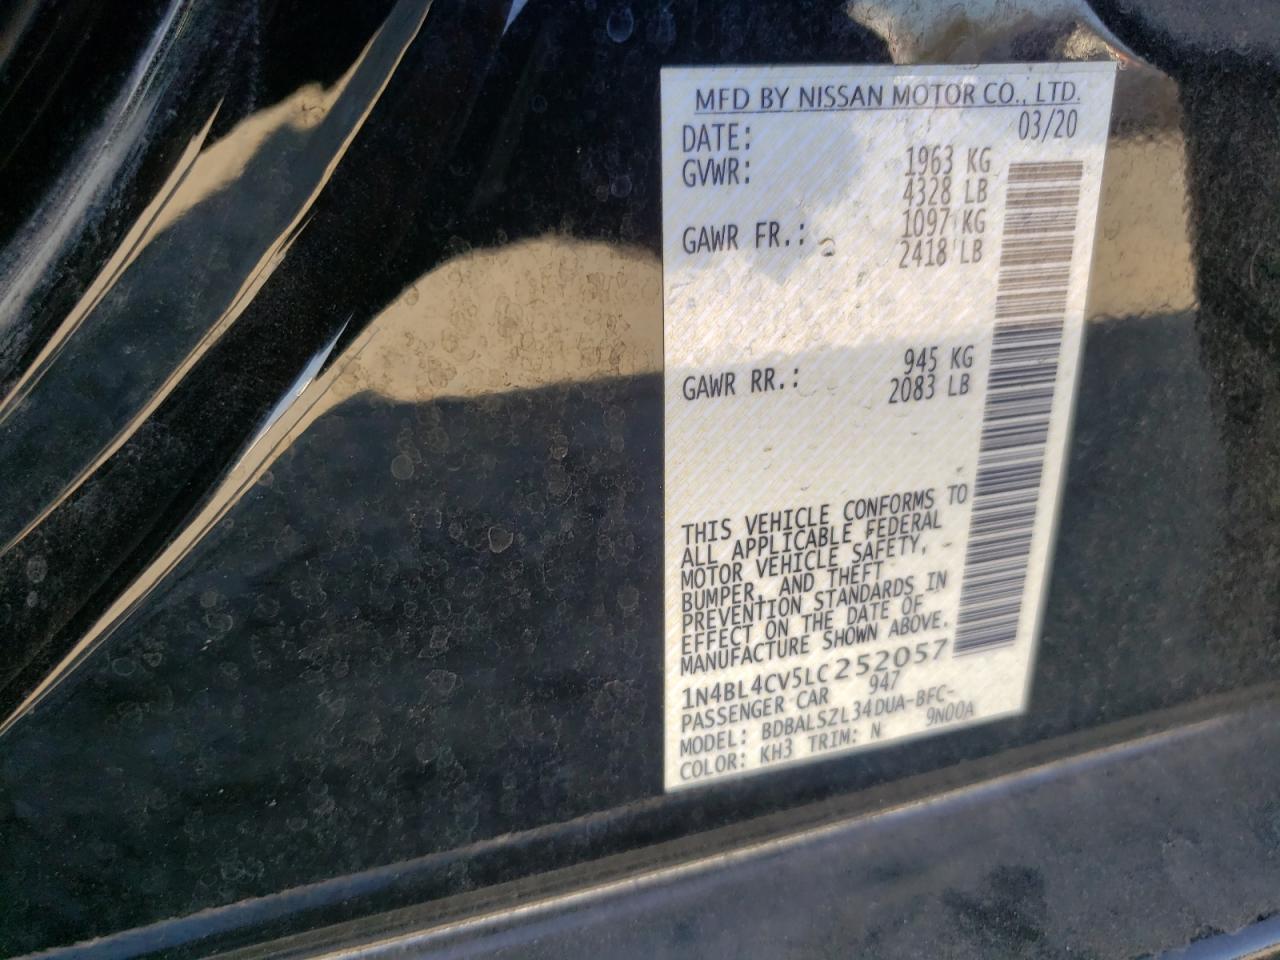 MFD BY NISSAN MOTOR CO., LTD.
DATE: 03/20
GVWR: 1963 KG
4328 LB
GAWR FR.: 1097 KG
2418 LB
GAWR RR.: 945 KG
2083 LB
THIS VEHICLE CONFORMS TO
ALL APPLICABLE FEDERAL
MOTOR VEHICLE SAFETY,
BUMPER, AND THEFT
PREVENTION STANDARDS IN
EFFECT ON THE DATE OF
MANUFACTURE SHOWN ABOVE.
1N4BL4CV5LC252057
PASSENGER CAR 947
MODEL: BDBALSZL34DUA-BFC-
COLOR: KH3 TRIM: N 9N00A